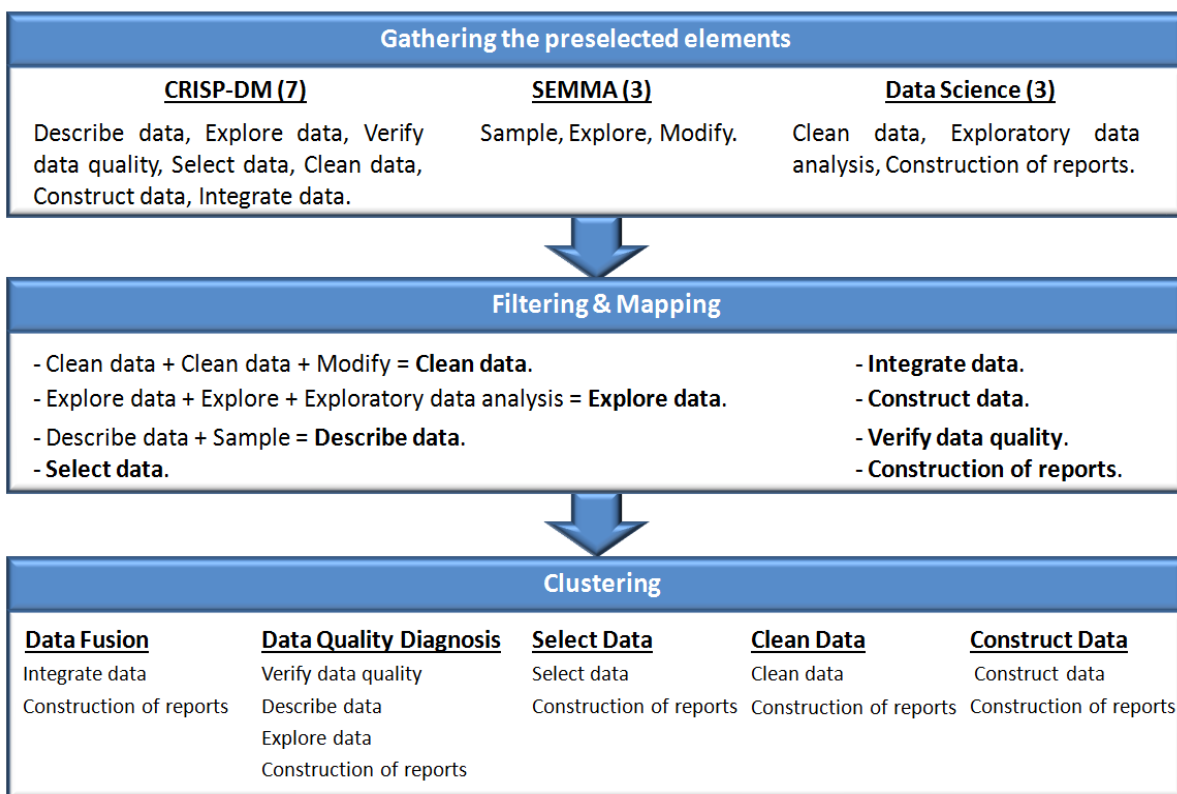 Gathering the preselected elements
CRISP-DM (7)
Describe data, Explore data, Verify
data quality, Select data, Clean data,
Construct data, Integrate data.
SEMMA (3)
Sample, Explore, Modify.
Data Science (3)
Clean data, Exploratory data
analysis, Construction of reports.
Filtering & Mapping
- Clean data + Clean data + Modify = Clean data.
- Explore data + Explore + Exploratory data analysis = Explore data.
- Describe data + Sample = Describe data.
- Select data.
- Integrate data.
- Construct data.
- Verify data quality.
- Construction of reports.
Clustering
Data Fusion
Integrate data
Construction of reports
Data Quality Diagnosis
Verify data quality
Describe data
Explore data
Construction of reports
Select Data
Select data
Construction of reports
Clean Data
Clean data
Construction of reports
Construct Data
Construct data
Construction of reports